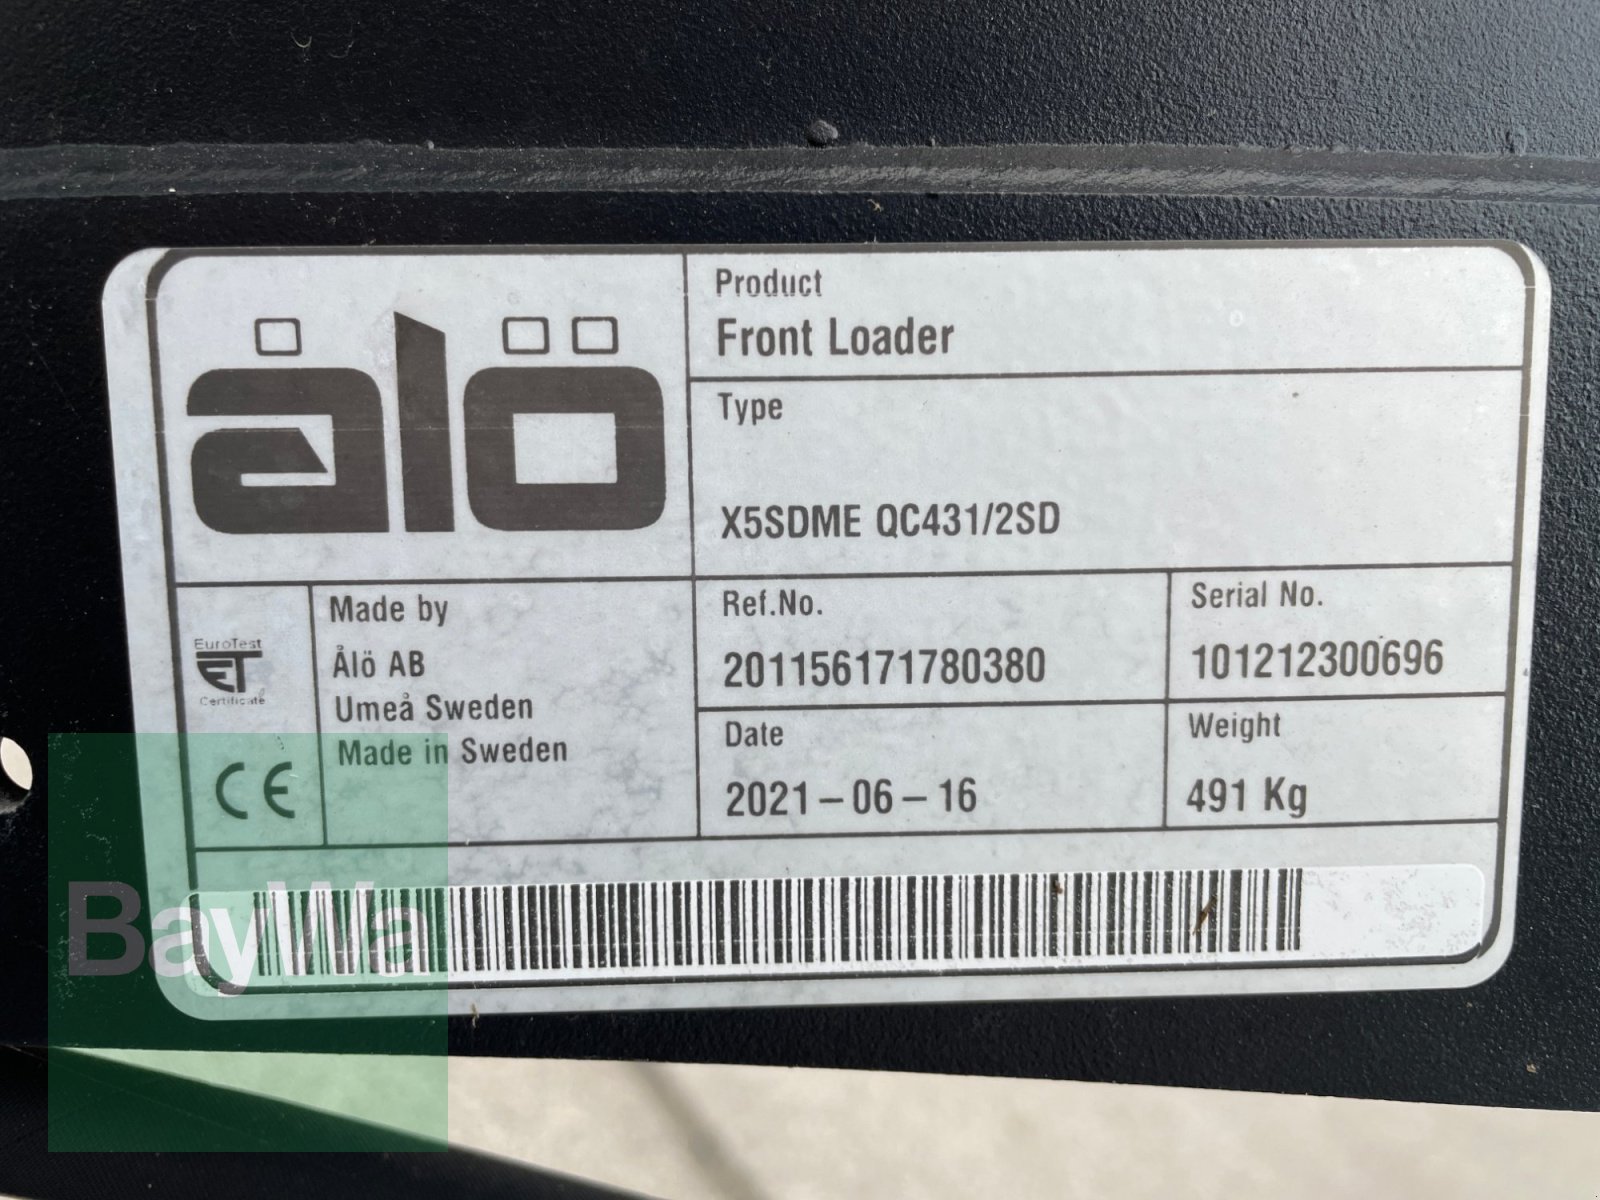 ålö
Product
Front Loader
Type
X5SDME QC431/2SD
EuroTest
ET
Certificate
CE
Made by
Ålö AB
Umeå Sweden
Made in Sweden
Ref.No.
201156171780380
Serial No.
101212300696
Date
2021-06-16
Weight
491 Kg
BayWa